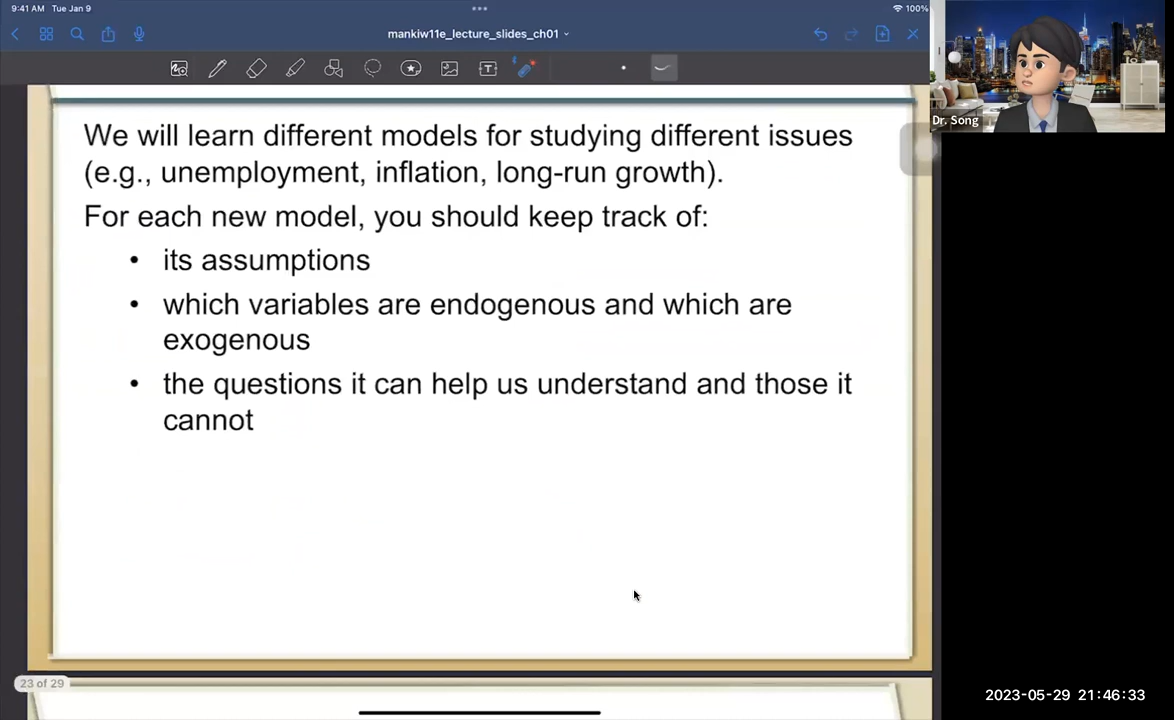 9:41 AM Tue Jan 9
100%
mankiw11e_lecture_slides_ch01
Dr. Song
We will learn different models for studying different issues
(e.g., unemployment, inflation, long-run growth).
For each new model, you should keep track of:
• its assumptions
• which variables are endogenous and which are
exogenous
• the questions it can help us understand and those it
cannot
23 of 29
2023-05-29 21:46:33